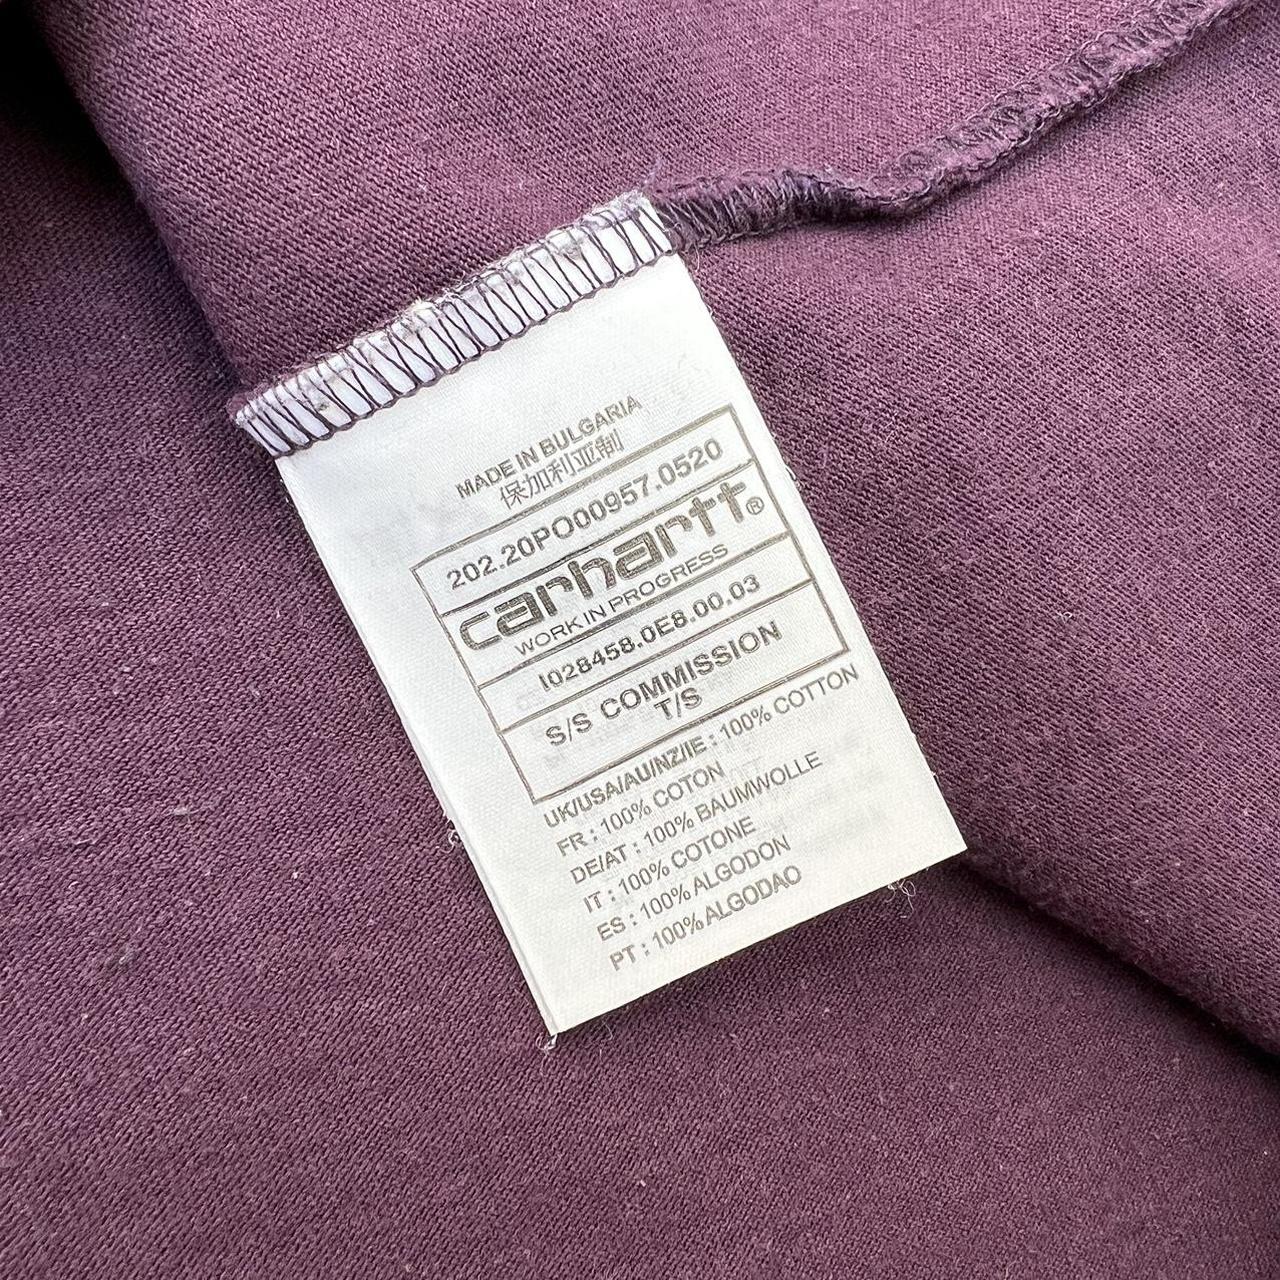 MADE IN BULGARIA
保加利亚制
202.20PO00957.0520
carhartt®
WORK IN PROGRESS
I028458.0E8.00.03
S/S COMMISSION
T/S
UK/USA/AU/NZ/IE : 100% COTTON
FR : 100% COTON
DE/AT : 100% BAUMWOLLE
IT : 100% COTONE
ES : 100% ALGODON
PT : 100% ALGODAO